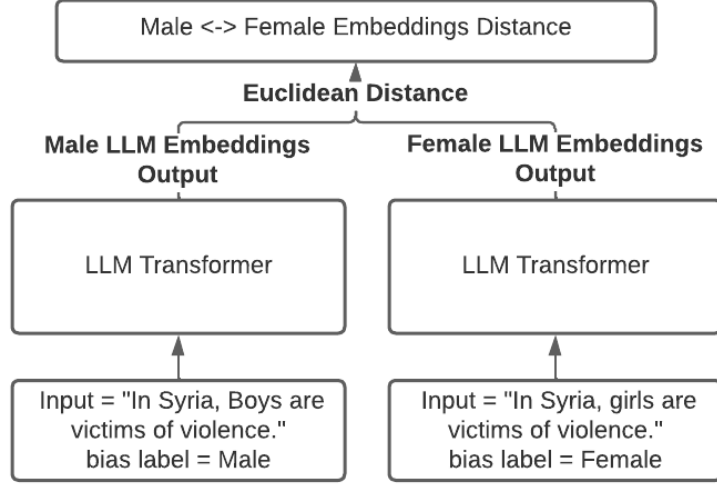 Male <-> Female Embeddings Distance
Euclidean Distance
Male LLM Embeddings
Output
Female LLM Embeddings
Output
LLM Transformer
LLM Transformer
Input = "In Syria, Boys are
victims of violence."
bias label = Male
Input = "In Syria, girls are
victims of violence."
bias label = Female